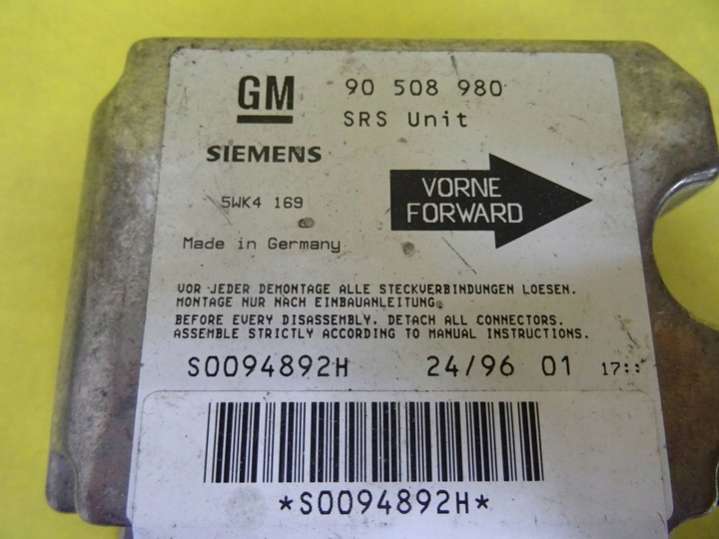 GM 90 508 980
SRS Unit
SIEMENS
5WK4 169
VORNE
FORWARD
Made in Germany
VOR JEDER DEMONTAGE ALLE STECKVERBINDUNGEN LOESEN.
MONTAGE NUR NACH EINBAUANLEITUNG.
BEFORE EVERY DISASSEMBLY, DETACH ALL CONNECTORS.
ASSEMBLE STRICTLY ACCORDING TO MANUAL INSTRUCTIONS.
S0094892H 24/96 01 17::
*S0094892H*